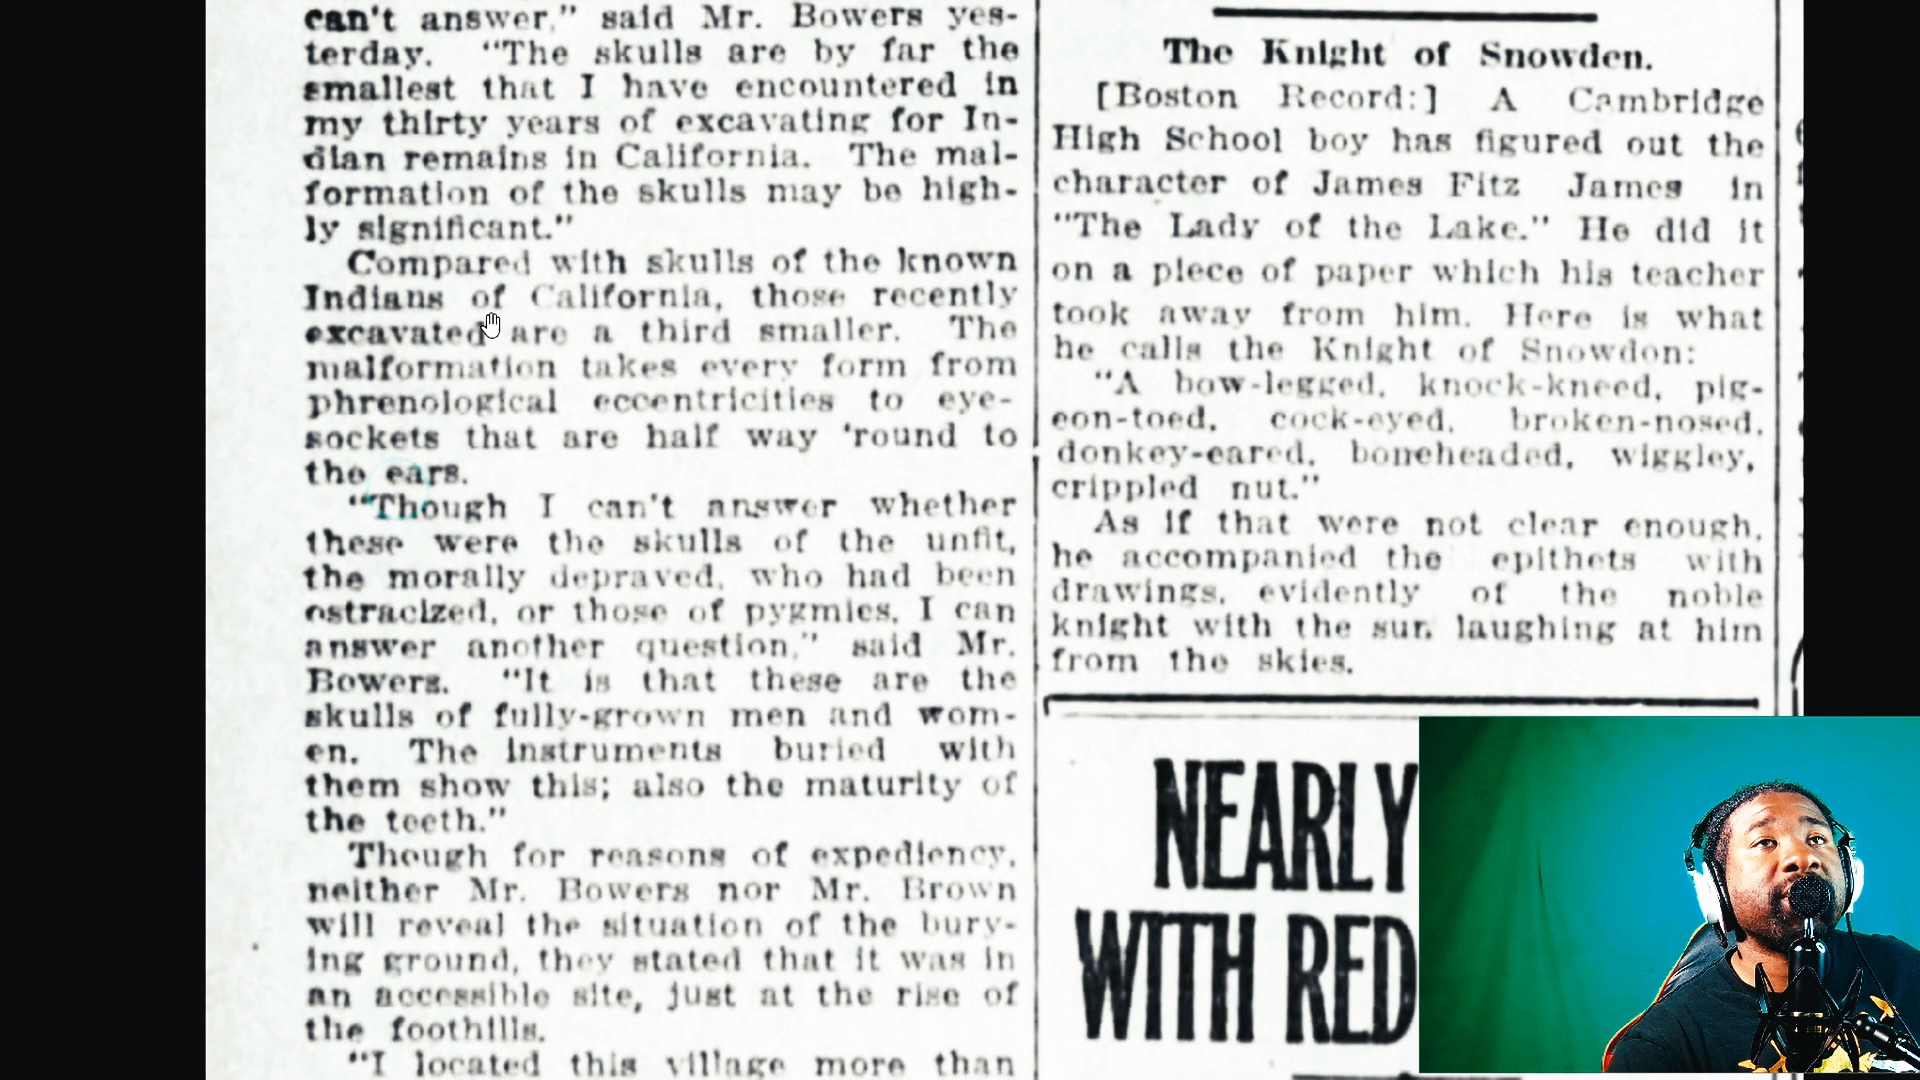 can't answer," said Mr. Bowers yes-
terday. "The skulls are by far the
smallest that I have encountered in
my thirty years of excavating for In-
dian remains in California. The mal-
formation of the skulls may be high-
ly significant."
Compared with skulls of the known
Indians of California, those recently
excavated are a third smaller. The
malformation takes every form from
phrenological eccentricities to eye-
sockets that are half way 'round to
the ears.
"Though I can't answer whether
these were the skulls of the unfit,
the morally depraved, who had been
ostracized, or those of pygmies, I can
answer another question," said Mr.
Bowers. "It is that these are the
skulls of fully-grown men and wom-
en. The instruments buried with
them show this; also the maturity of
the teeth."
Though for reasons of expediency,
neither Mr. Bowers nor Mr. Brown
will reveal the situation of the bury-
ing ground, they stated that it was in
an accessible site, just at the rise of
the foothills.
"I located this village more than
The Knight of Snowden.
[Boston Record:] A Cambridge
High School boy has figured out the
character of James Fitz James in
"The Lady of the Lake." He did it
on a piece of paper which his teacher
took away from him. Here is what
he calls the Knight of Snowdon:
"A bow-legged, knock-kneed, pig-
eon-toed, cock-eyed, broken-nosed,
donkey-eared, boneheaded, wiggley,
crippled nut."
As if that were not clear enough,
he accompanied the epithets with
drawings, evidently of the noble
knight with the sun laughing at him
from the skies.
NEARLY
WITH RED